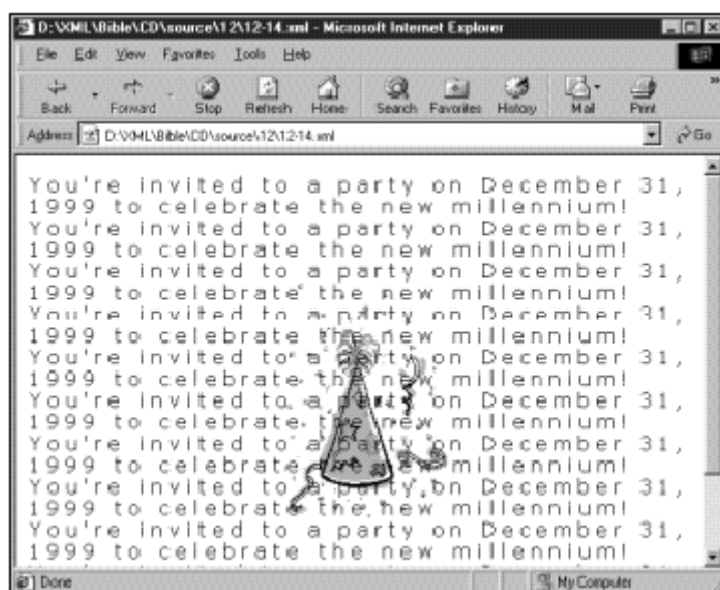 D:\XML\Bible\CD\source\12\12-14.xml - Microsoft Internet Explorer
File Edit View Favorites Tools Help
Back Forward Stop Refresh Home Search Favorites History Mail Print »
Address D:\XML\Bible\CD\source\12\12-14.xml Go
You're invited to a party on December 31,
1999 to celebrate the new millennium!
You're invited to a party on December 31,
1999 to celebrate the new millennium!
You're invited to a party on December 31,
1999 to celebrate the new millennium!
You're invited to a party on December 31,
1999 to celebrate the new millennium!
You're invited to a party on December 31,
1999 to celebrate the new millennium!
You're invited to a party on December 31,
1999 to celebrate the new millennium!
You're invited to a party on December 31,
1999 to celebrate the new millennium!
You're invited to a party on December 31,
1999 to celebrate the new millennium!
You're invited to a party on December 31,
1999 to celebrate the new millennium!
Done My Computer